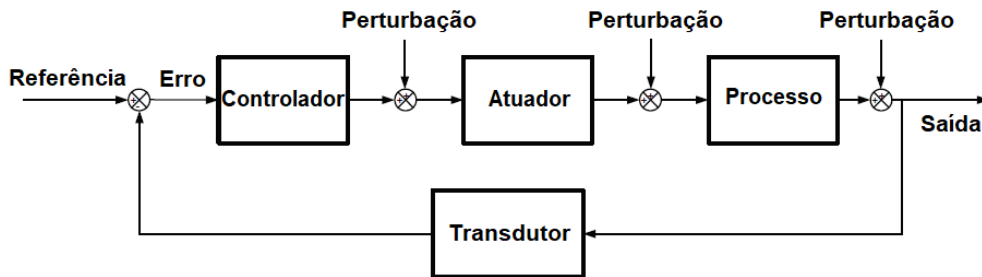 Perturbação
Perturbação
Perturbação
Referência
Erro
Controlador
Atuador
Processo
Saída
Transdutor